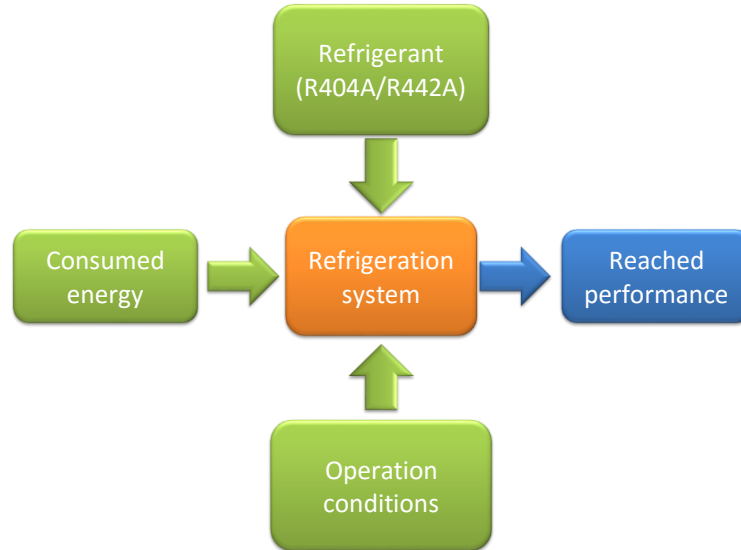 Refrigerant
(R404A/R442A)
Consumed
energy
Refrigeration
system
Reached
performance
Operation
conditions